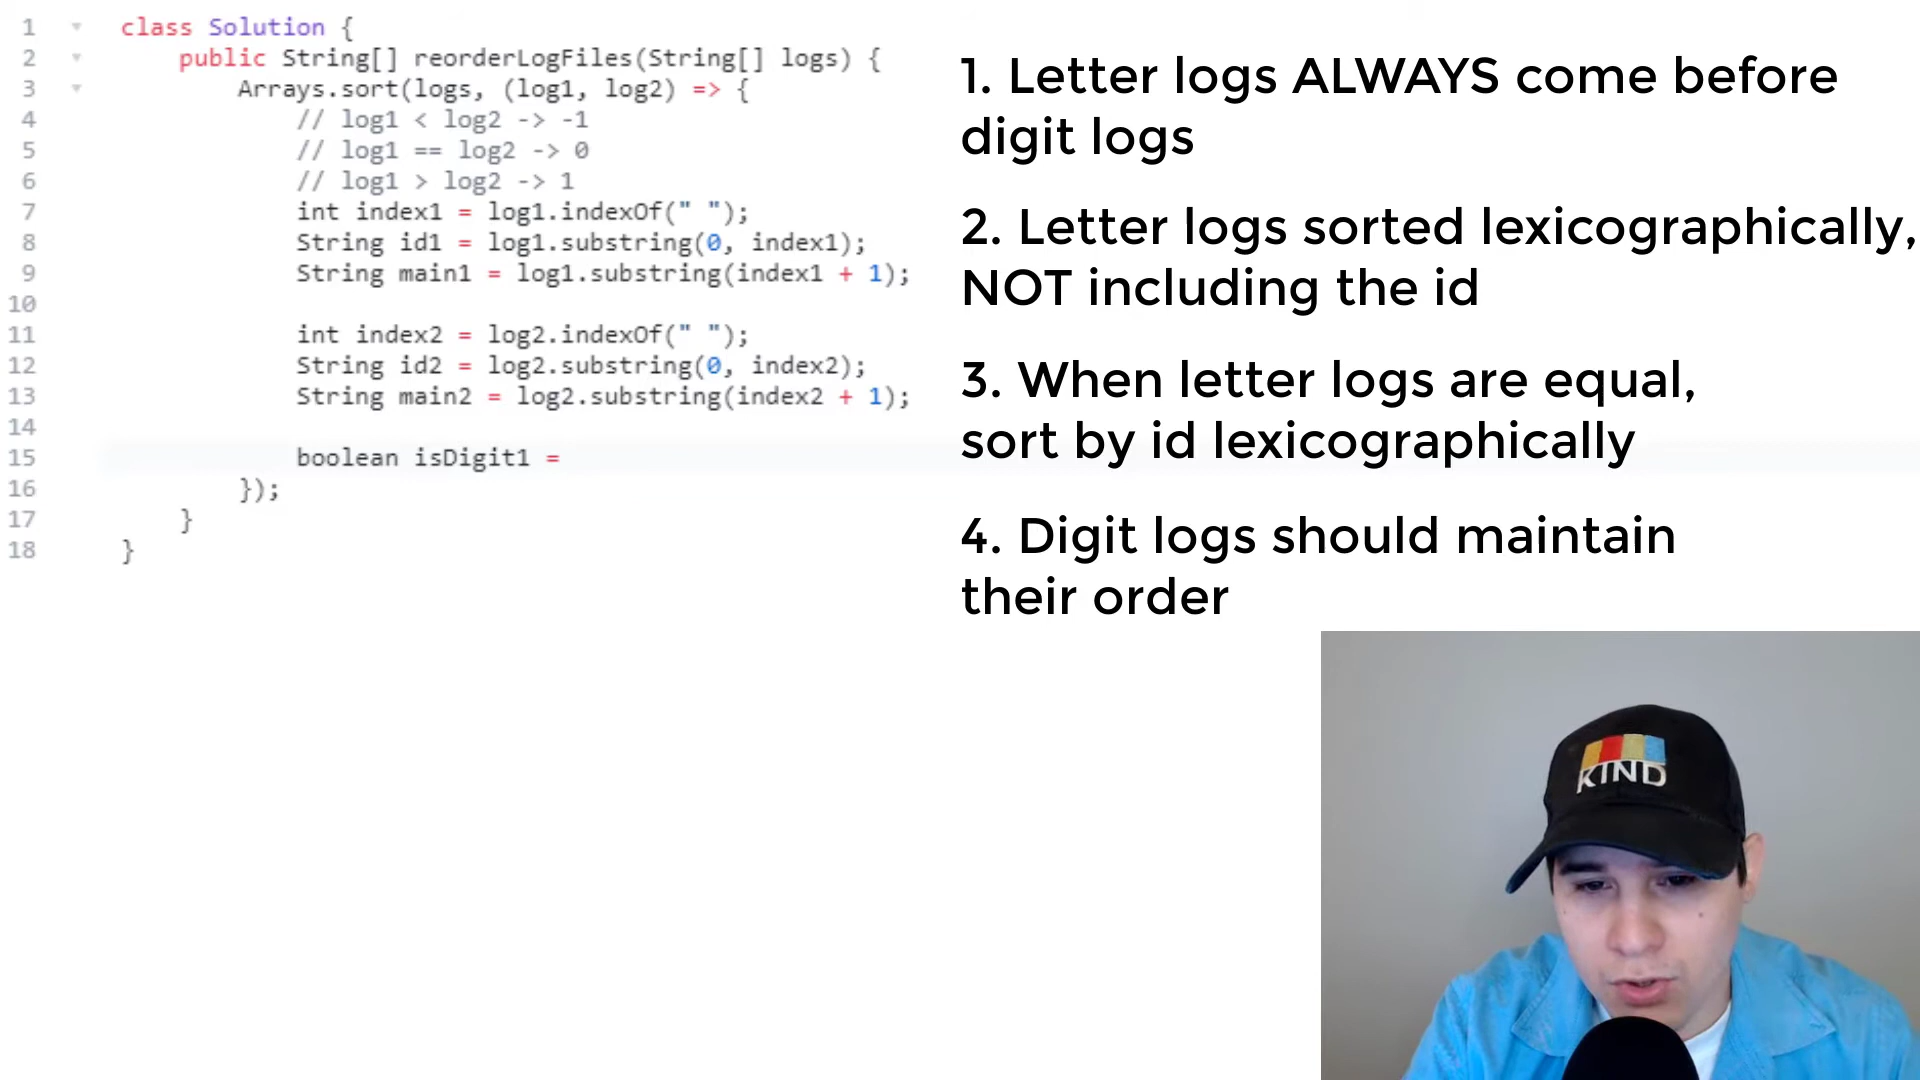 1 class Solution {
2 public String[] reorderLogFiles(String[] logs) {
3 Arrays.sort(logs, (log1, log2) => {
4 // log1 < log2 -> -1
5 // log1 == log2 -> 0
6 // log1 > log2 -> 1
7 int index1 = log1.indexOf(" ");
8 String id1 = log1.substring(0, index1);
9 String main1 = log1.substring(index1 + 1);
10
11 int index2 = log2.indexOf(" ");
12 String id2 = log2.substring(0, index2);
13 String main2 = log2.substring(index2 + 1);
14
15 boolean isDigit1 =
16 });
17 }
18 }
1. Letter logs ALWAYS come before
digit logs
2. Letter logs sorted lexicographically,
NOT including the id
3. When letter logs are equal,
sort by id lexicographically
4. Digit logs should maintain
their order
KIND